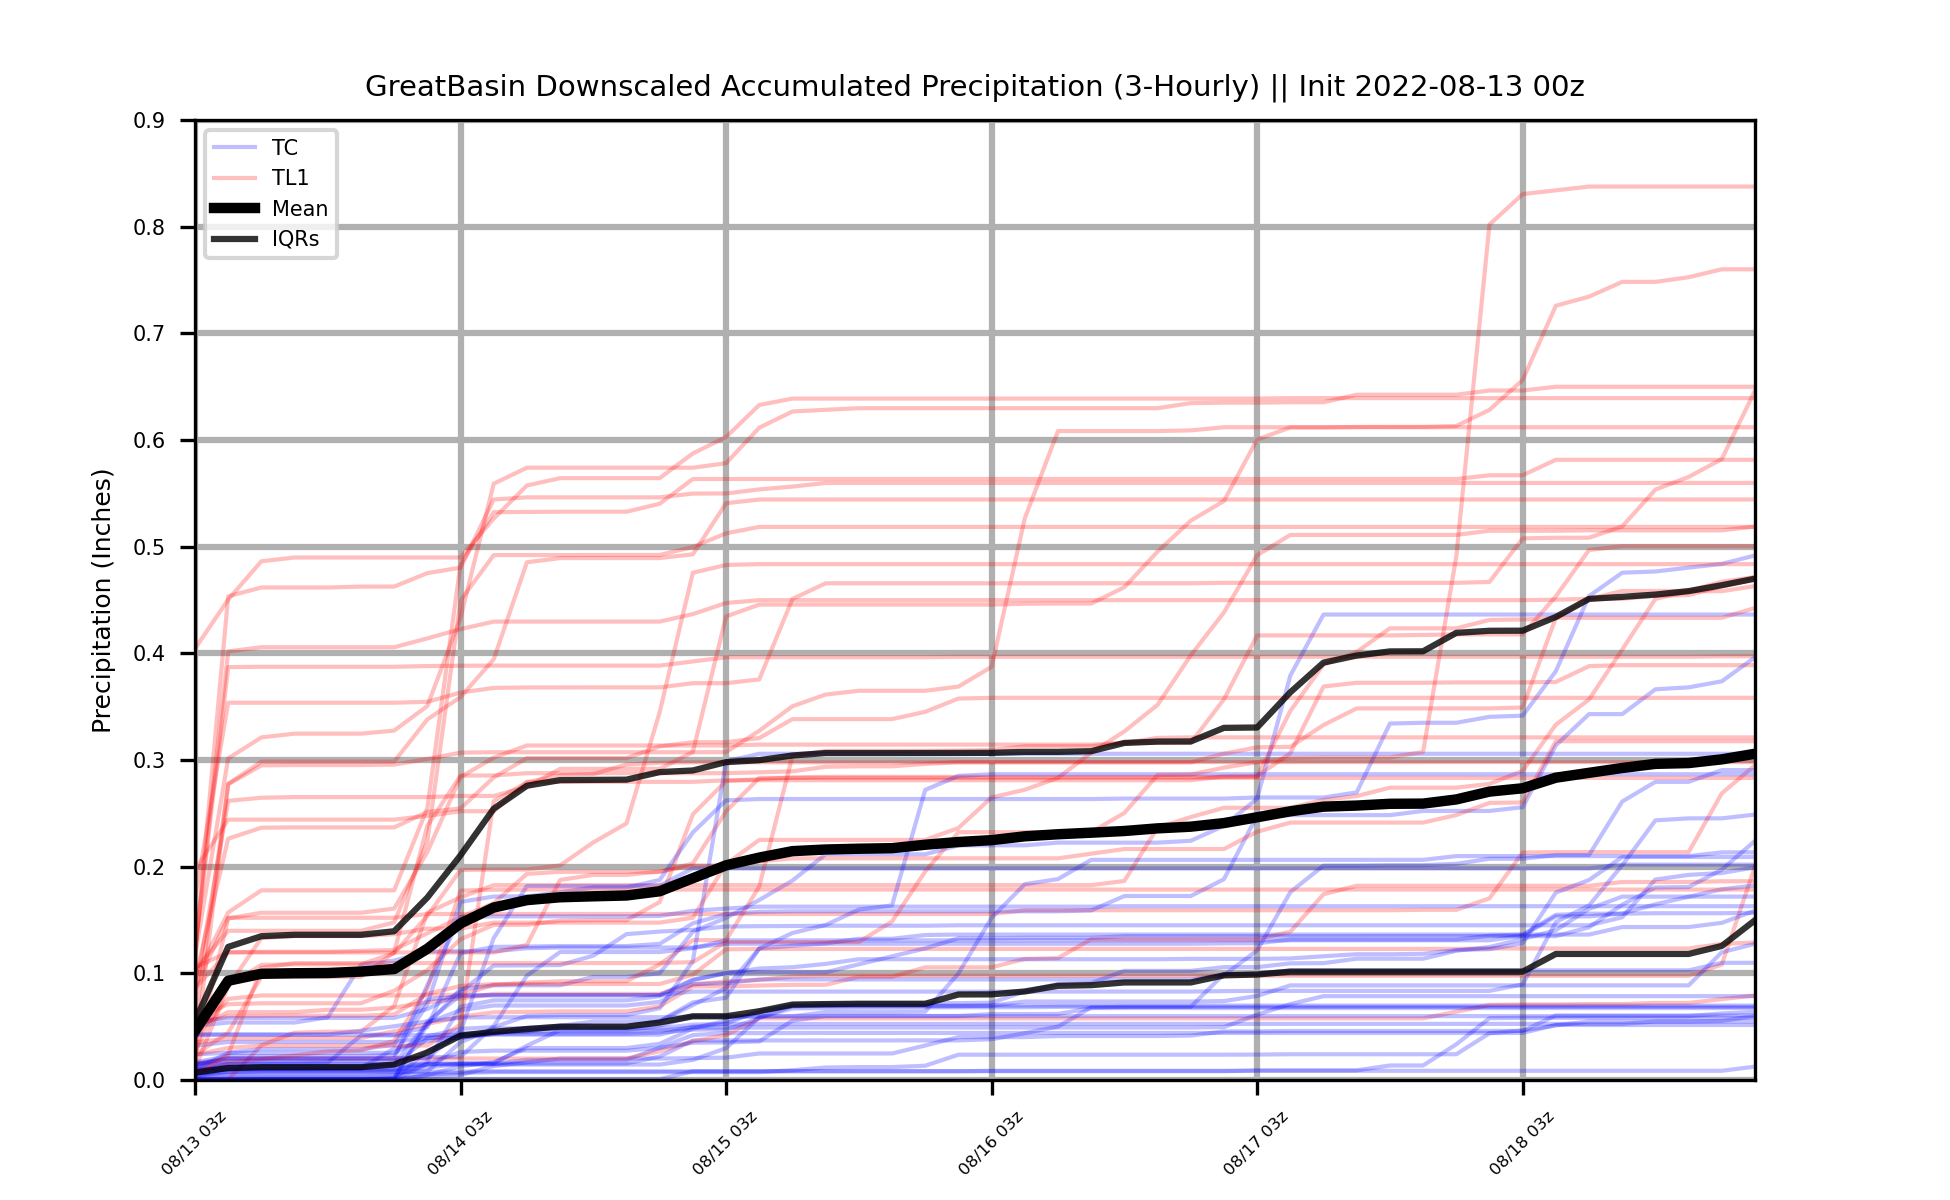 GreatBasin Downscaled Accumulated Precipitation (3-Hourly) || Init 2022-08-13 00z
TC
TL1
Mean
IQRs
Precipitation (Inches)
0.9
0.8
0.7
0.6
0.5
0.4
0.3
0.2
0.1
0.0
08/13 03z
08/14 03z
08/15 03z
08/16 03z
08/17 03z
08/18 03z